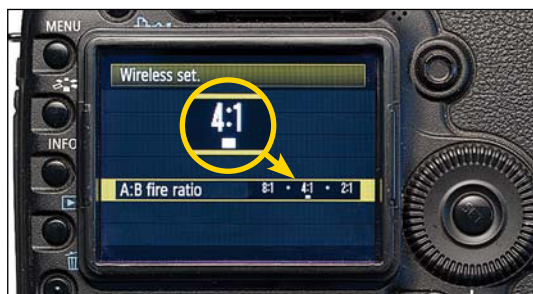 MENU
Wireless set.
4:1
INFO
A:B fire ratio 8:1 • 4:1 • 2:1